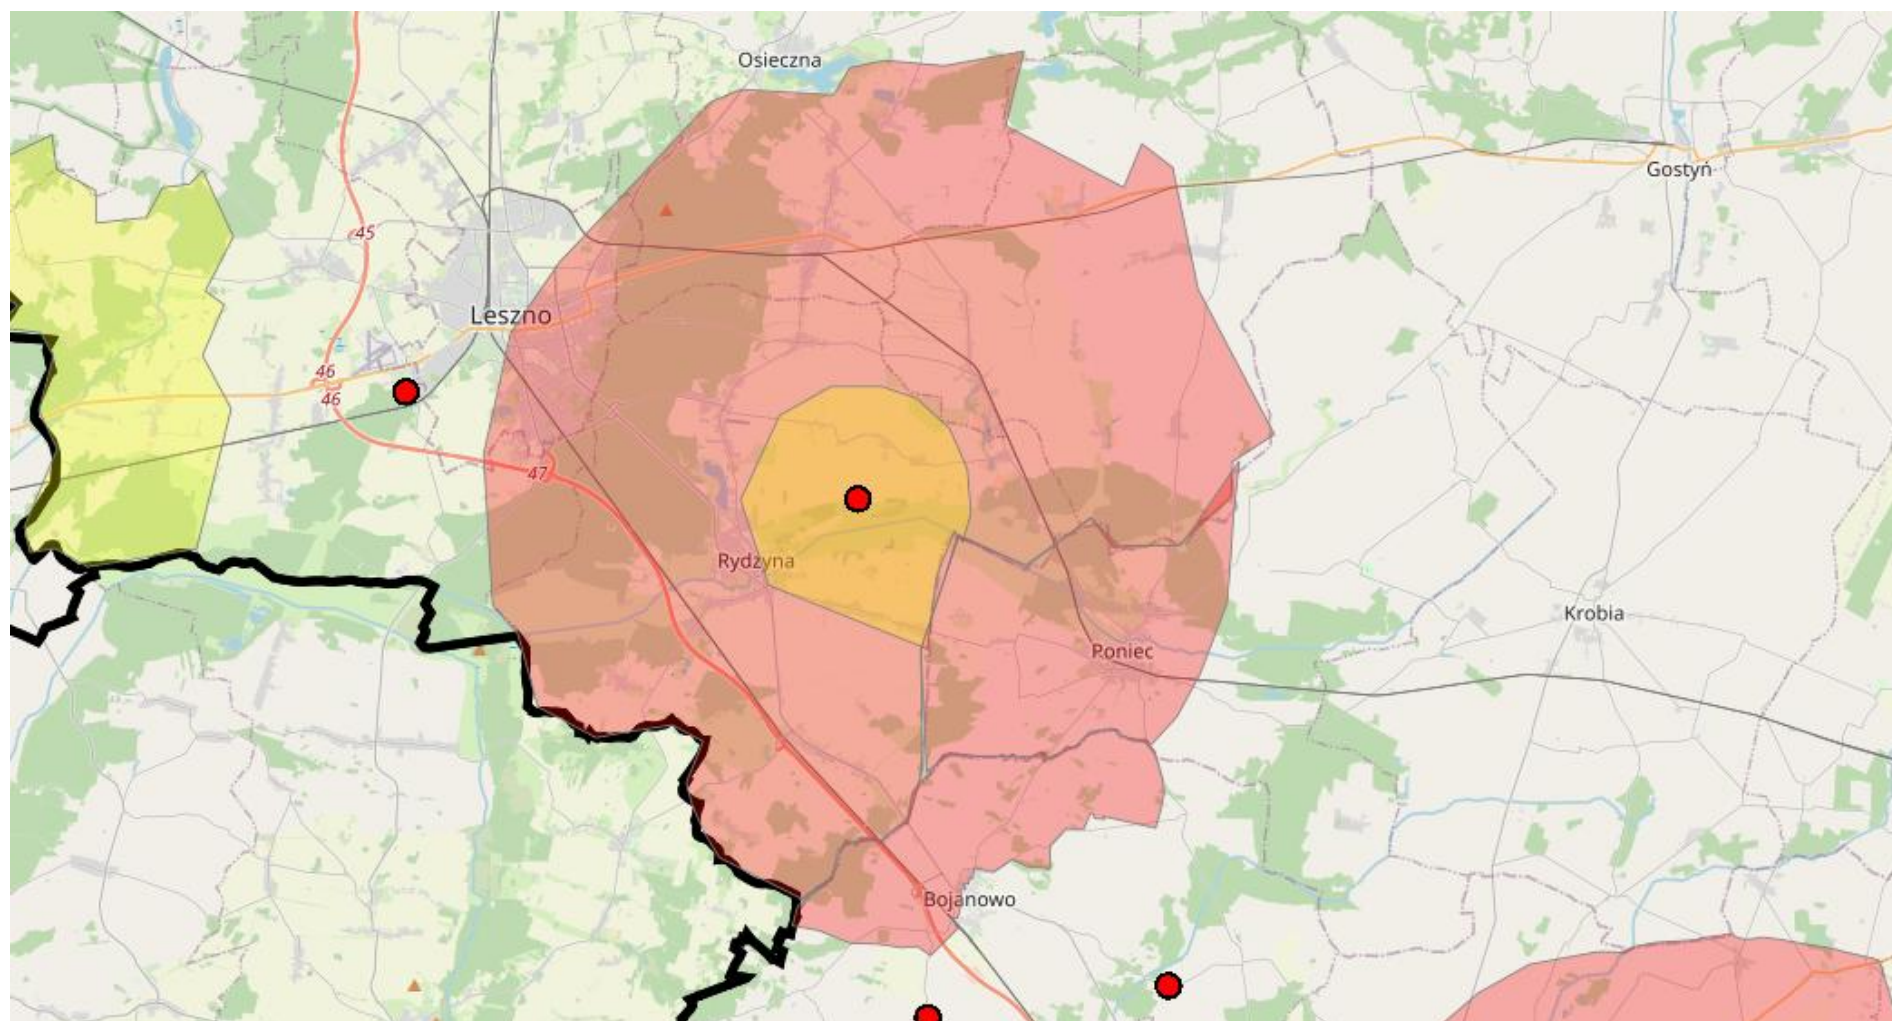 Osieczna
Gostyń
45
Leszno
46
46
47
Rydzyna
Krobia
Poniec
Bojanowo